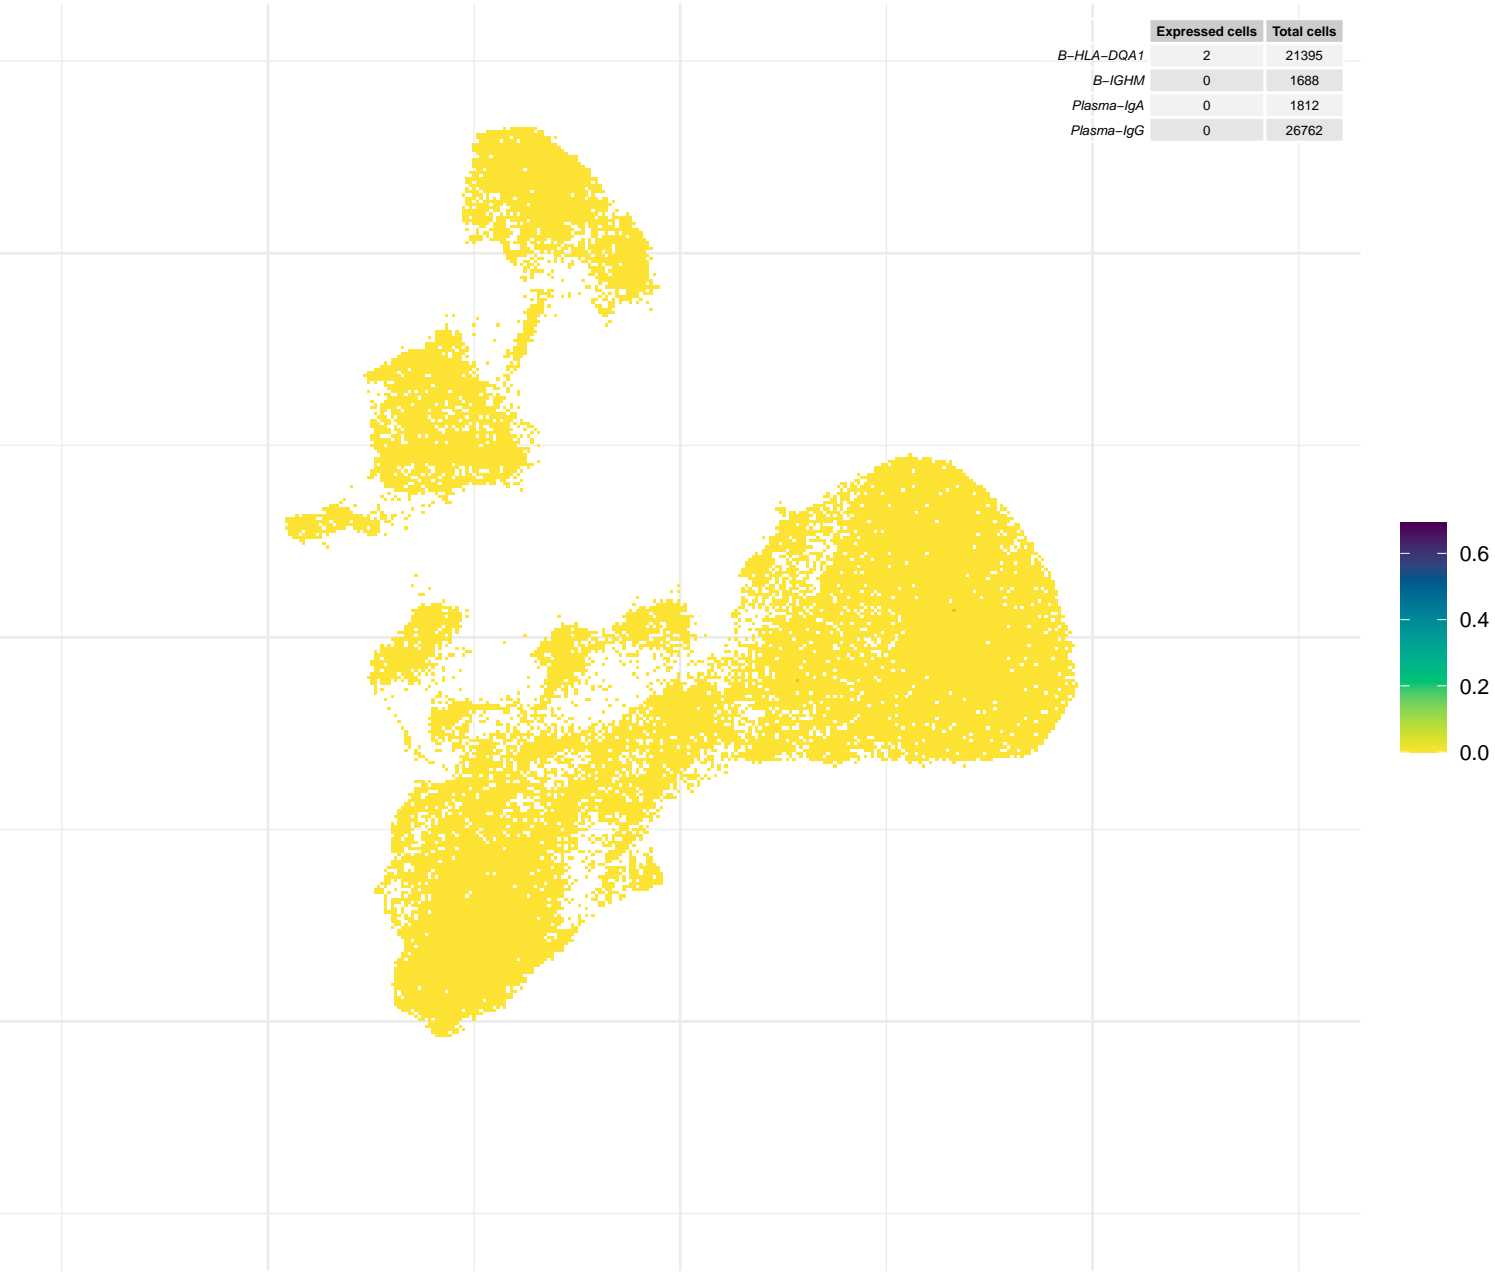 Expressed cells Total cells
B−HLA−DQA1 2 21395
B−IGHM 0 1688
Plasma−IgA 0 1812
Plasma−IgG 0 26762
0.6
0.4
0.2
0.0